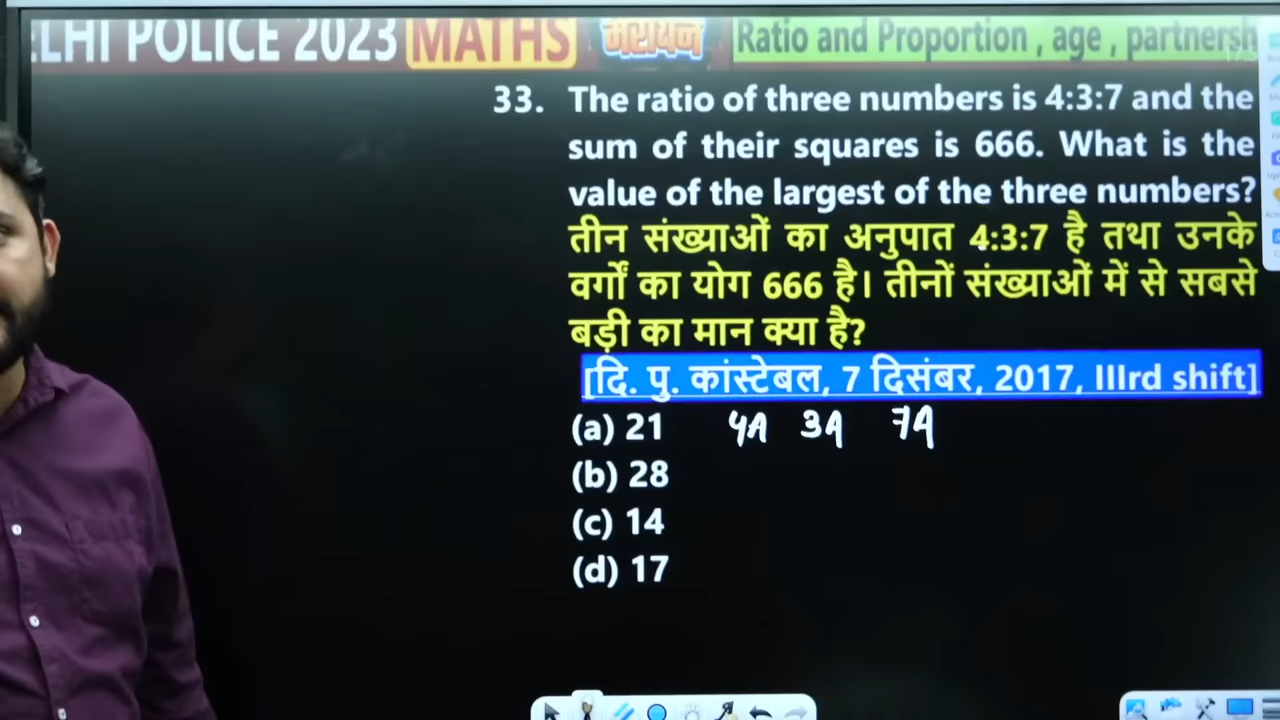 ELHI POLICE 2023 MATHS मैराथन Ratio and Proportion , age , partnersh
33. The ratio of three numbers is 4:3:7 and the
sum of their squares is 666. What is the
value of the largest of the three numbers?
तीन संख्याओं का अनुपात 4:3:7 है तथा उनके
वर्गों का योग 666 है। तीनों संख्याओं में से सबसे
बड़ी का मान क्या है?
[दि. पु. कांस्टेबल, 7 दिसंबर, 2017, IIIrd shift]
(a) 21 4A 3A 7A
(b) 28
(c) 14
(d) 17